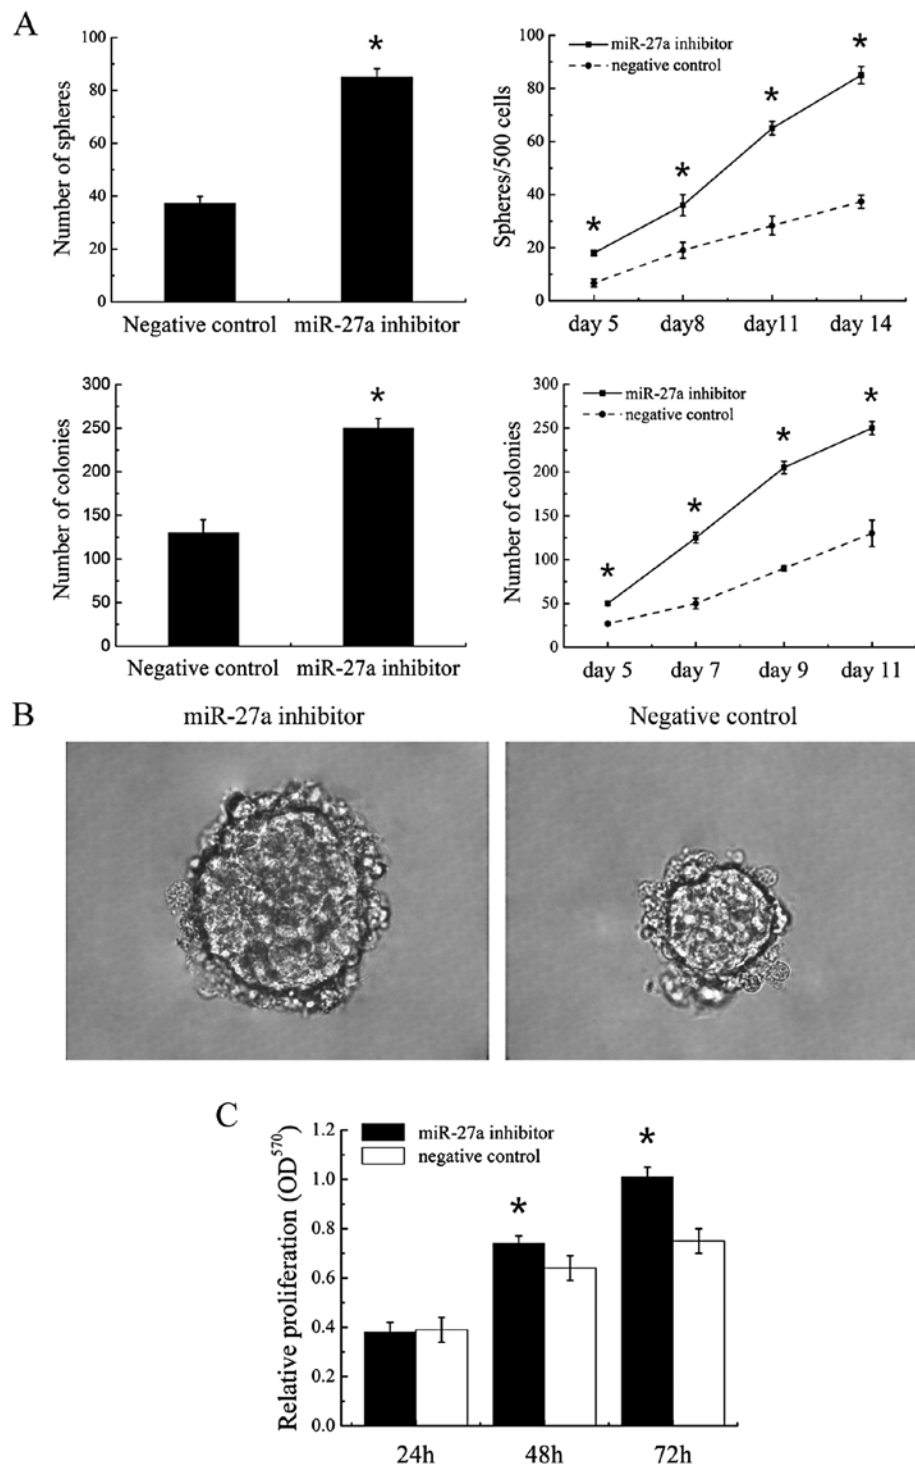 A
Number of spheres
100
80
60
40
20
0
*
Negative control
miR-27a inhibitor
Spheres/500 cells
100
80
60
40
20
0
miR-27a inhibitor
negative control
* * * *
day 5 day8 day11 day 14
Number of colonies
300
250
200
150
100
50
0
*
Negative control
miR-27a inhibitor
Number of colonies
300
250
200
150
100
50
0
miR-27a inhibitor
negative control
* * * *
day 5 day 7 day 9 day 11
B
miR-27a inhibitor
Negative control
C
Relative proliferation (OD⁵⁷⁰)
1.2
1.0
0.8
0.6
0.4
0.2
0.0
miR-27a inhibitor
negative control
* *
24h 48h 72h